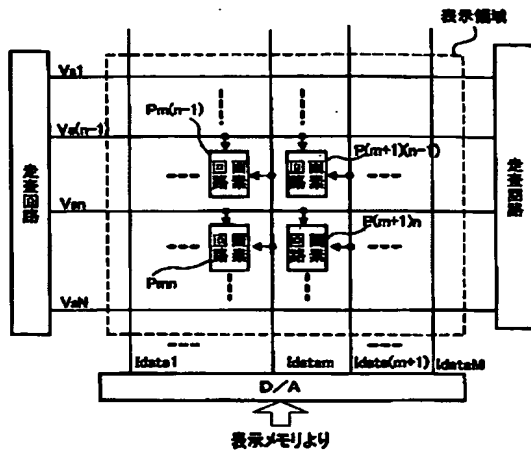 表示領域
Vs1
Pm(n-1)
Vs(n-1)
P(m+1)(n-1)
画素回路
画素回路
走査回路
走査回路
Vsn
P(m+1)n
画素回路
画素回路
Pmn
VsN
Idata1
Idatam
Idata(m+1)
IdataM
D/A
表示メモリより